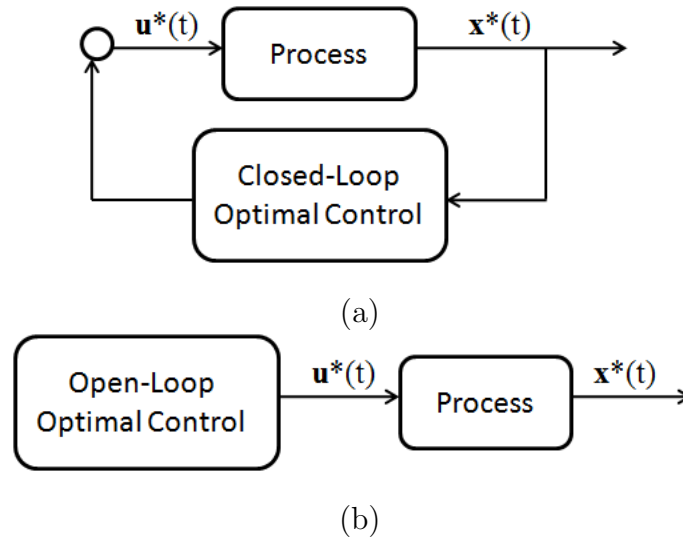 u*(t)
x*(t)
Process
Closed-Loop
Optimal Control
(a)
Open-Loop
Optimal Control
u*(t)
Process
x*(t)
(b)